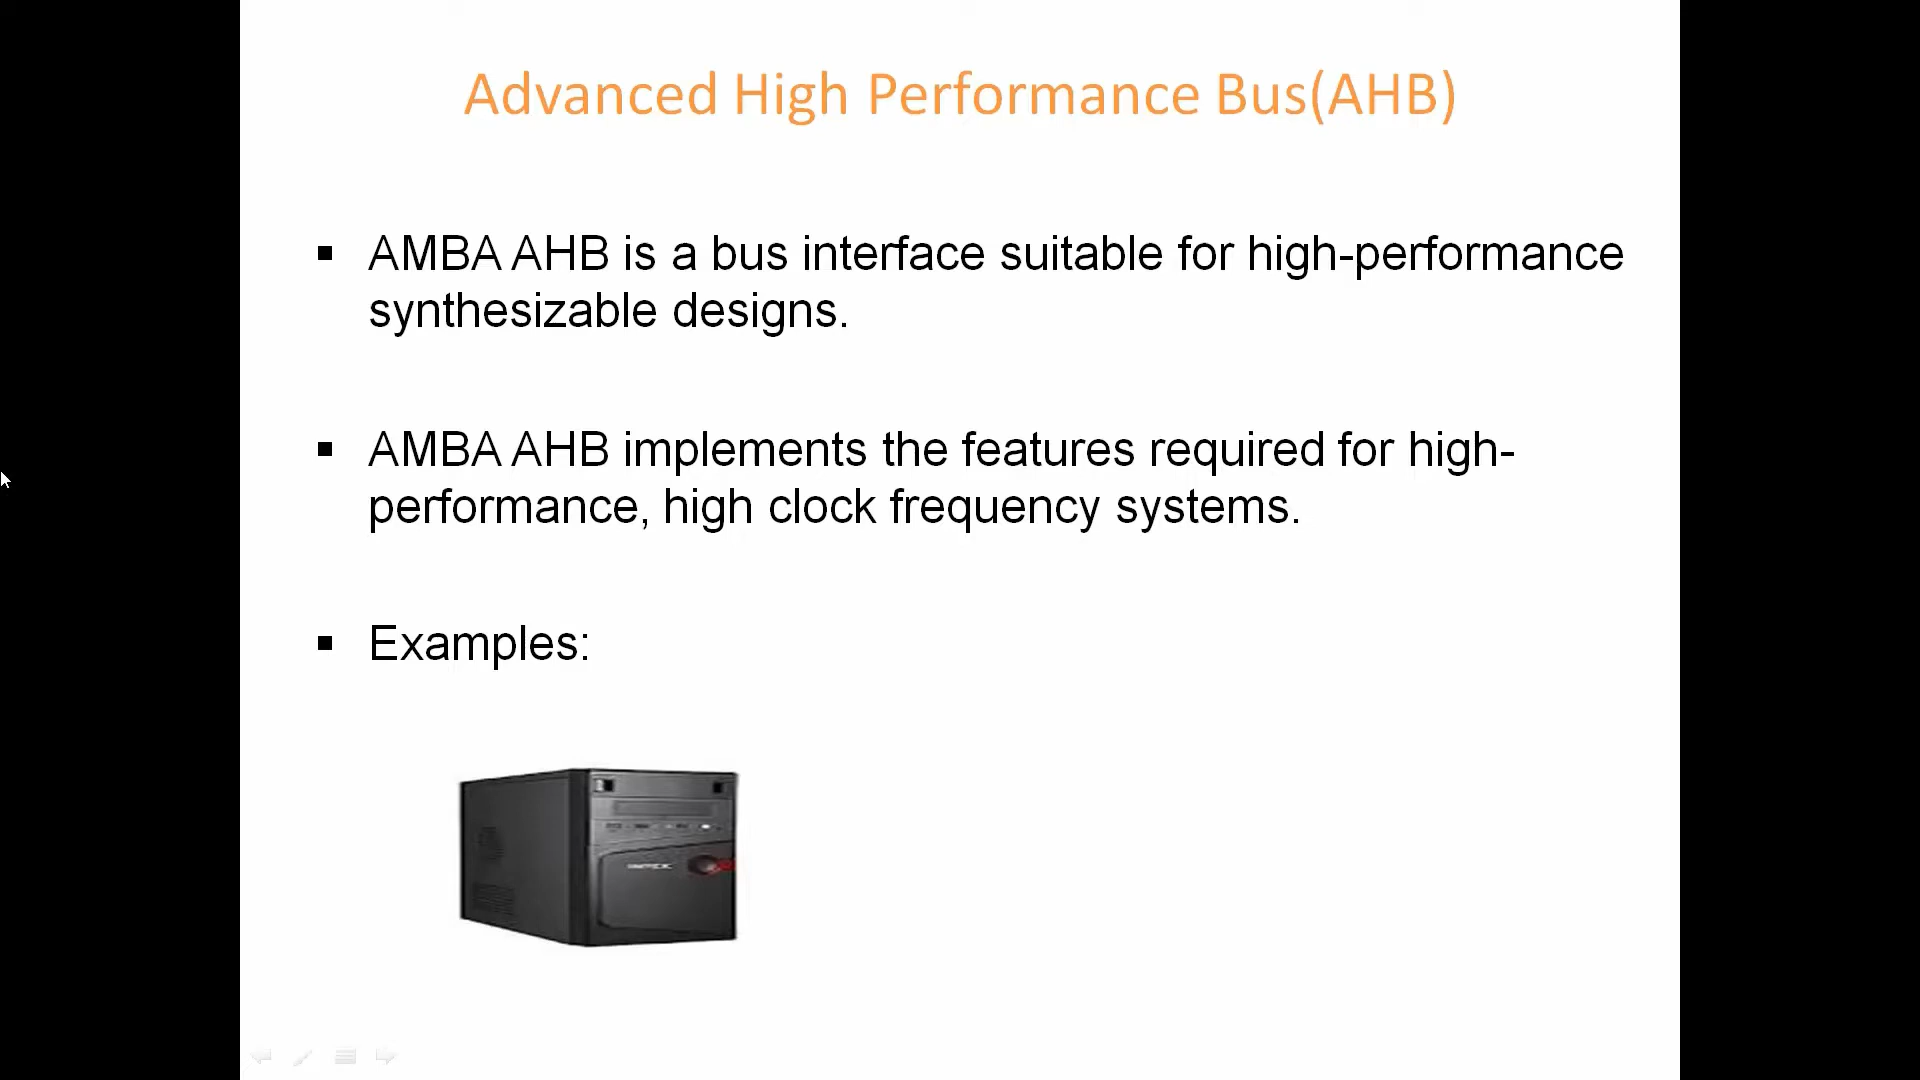 Advanced High Performance Bus(AHB)
▪ AMBA AHB is a bus interface suitable for high-performance
synthesizable designs.
▪ AMBA AHB implements the features required for high-
performance, high clock frequency systems.
▪ Examples: